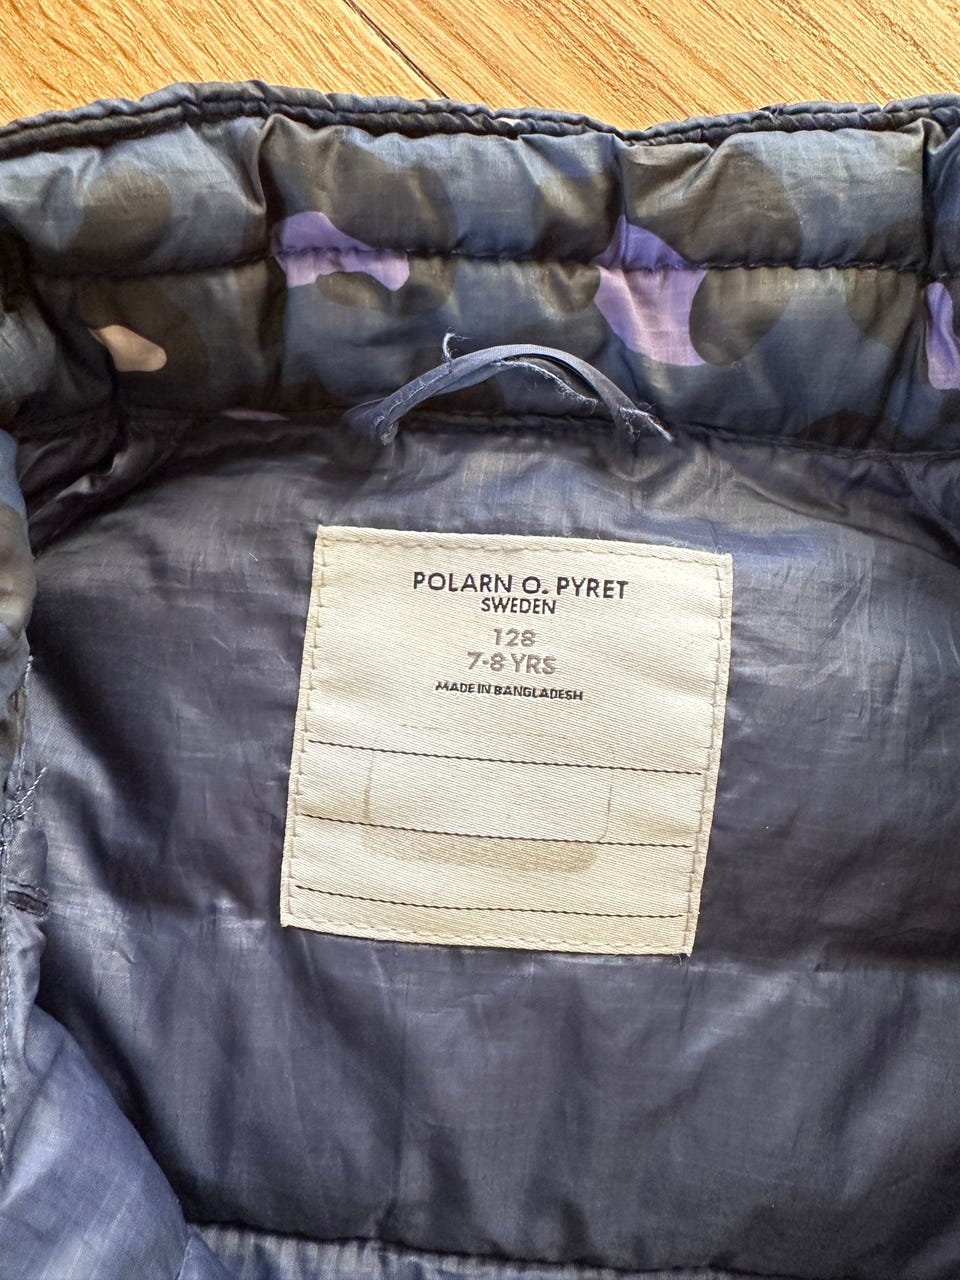 POLARN O. PYRET
SWEDEN
128
7-8 YRS
MADE IN BANGLADESH